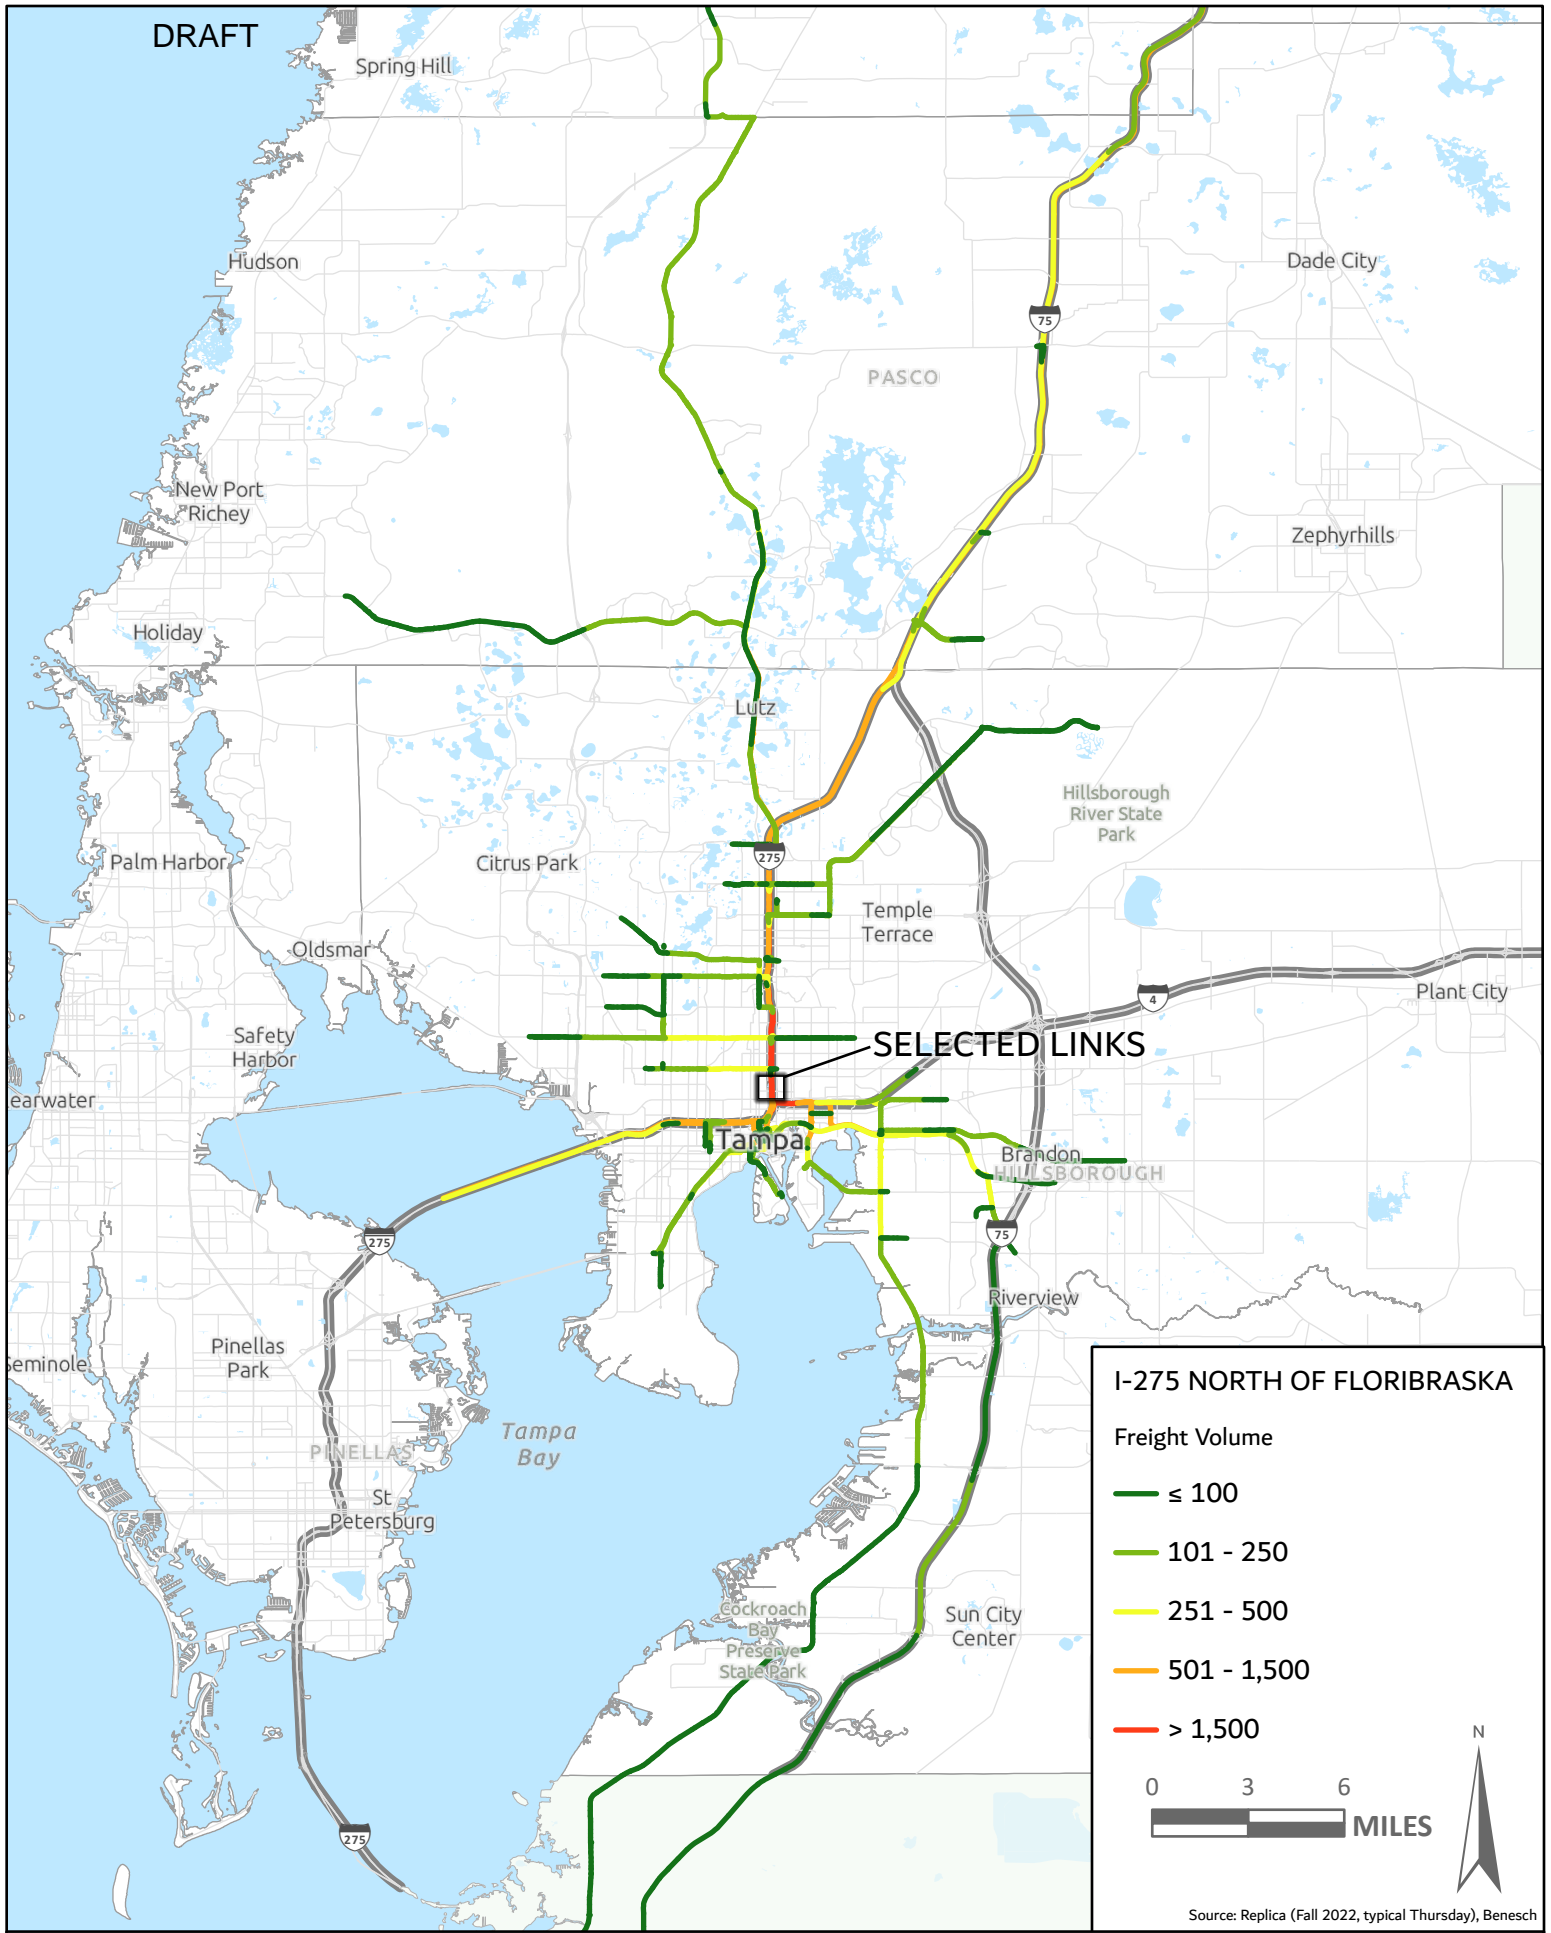 DRAFT
Spring Hill
Hudson
Dade City
75
PASCO
New Port
Richey
Zephyrhills
Holiday
Lutz
Hillsborough
River State
Park
275
Palm Harbor
Citrus Park
Temple
Terrace
Oldsmar
4
Plant City
Safety
Harbor
SELECTED LINKS
earwater
Tampa
Brandon
HILLSBOROUGH
275
75
Riverview
Pinellas
Park
Seminole
Tampa
Bay
PINELLAS
St
Petersburg
Cockroach
Bay
Preserve
State Park
Sun City
Center
275
I-275 NORTH OF FLORIBRASKA
Freight Volume
≤ 100
101 - 250
251 - 500
501 - 1,500
> 1,500
N
0 3 6
MILES
Source: Replica (Fall 2022, typical Thursday), Benesch